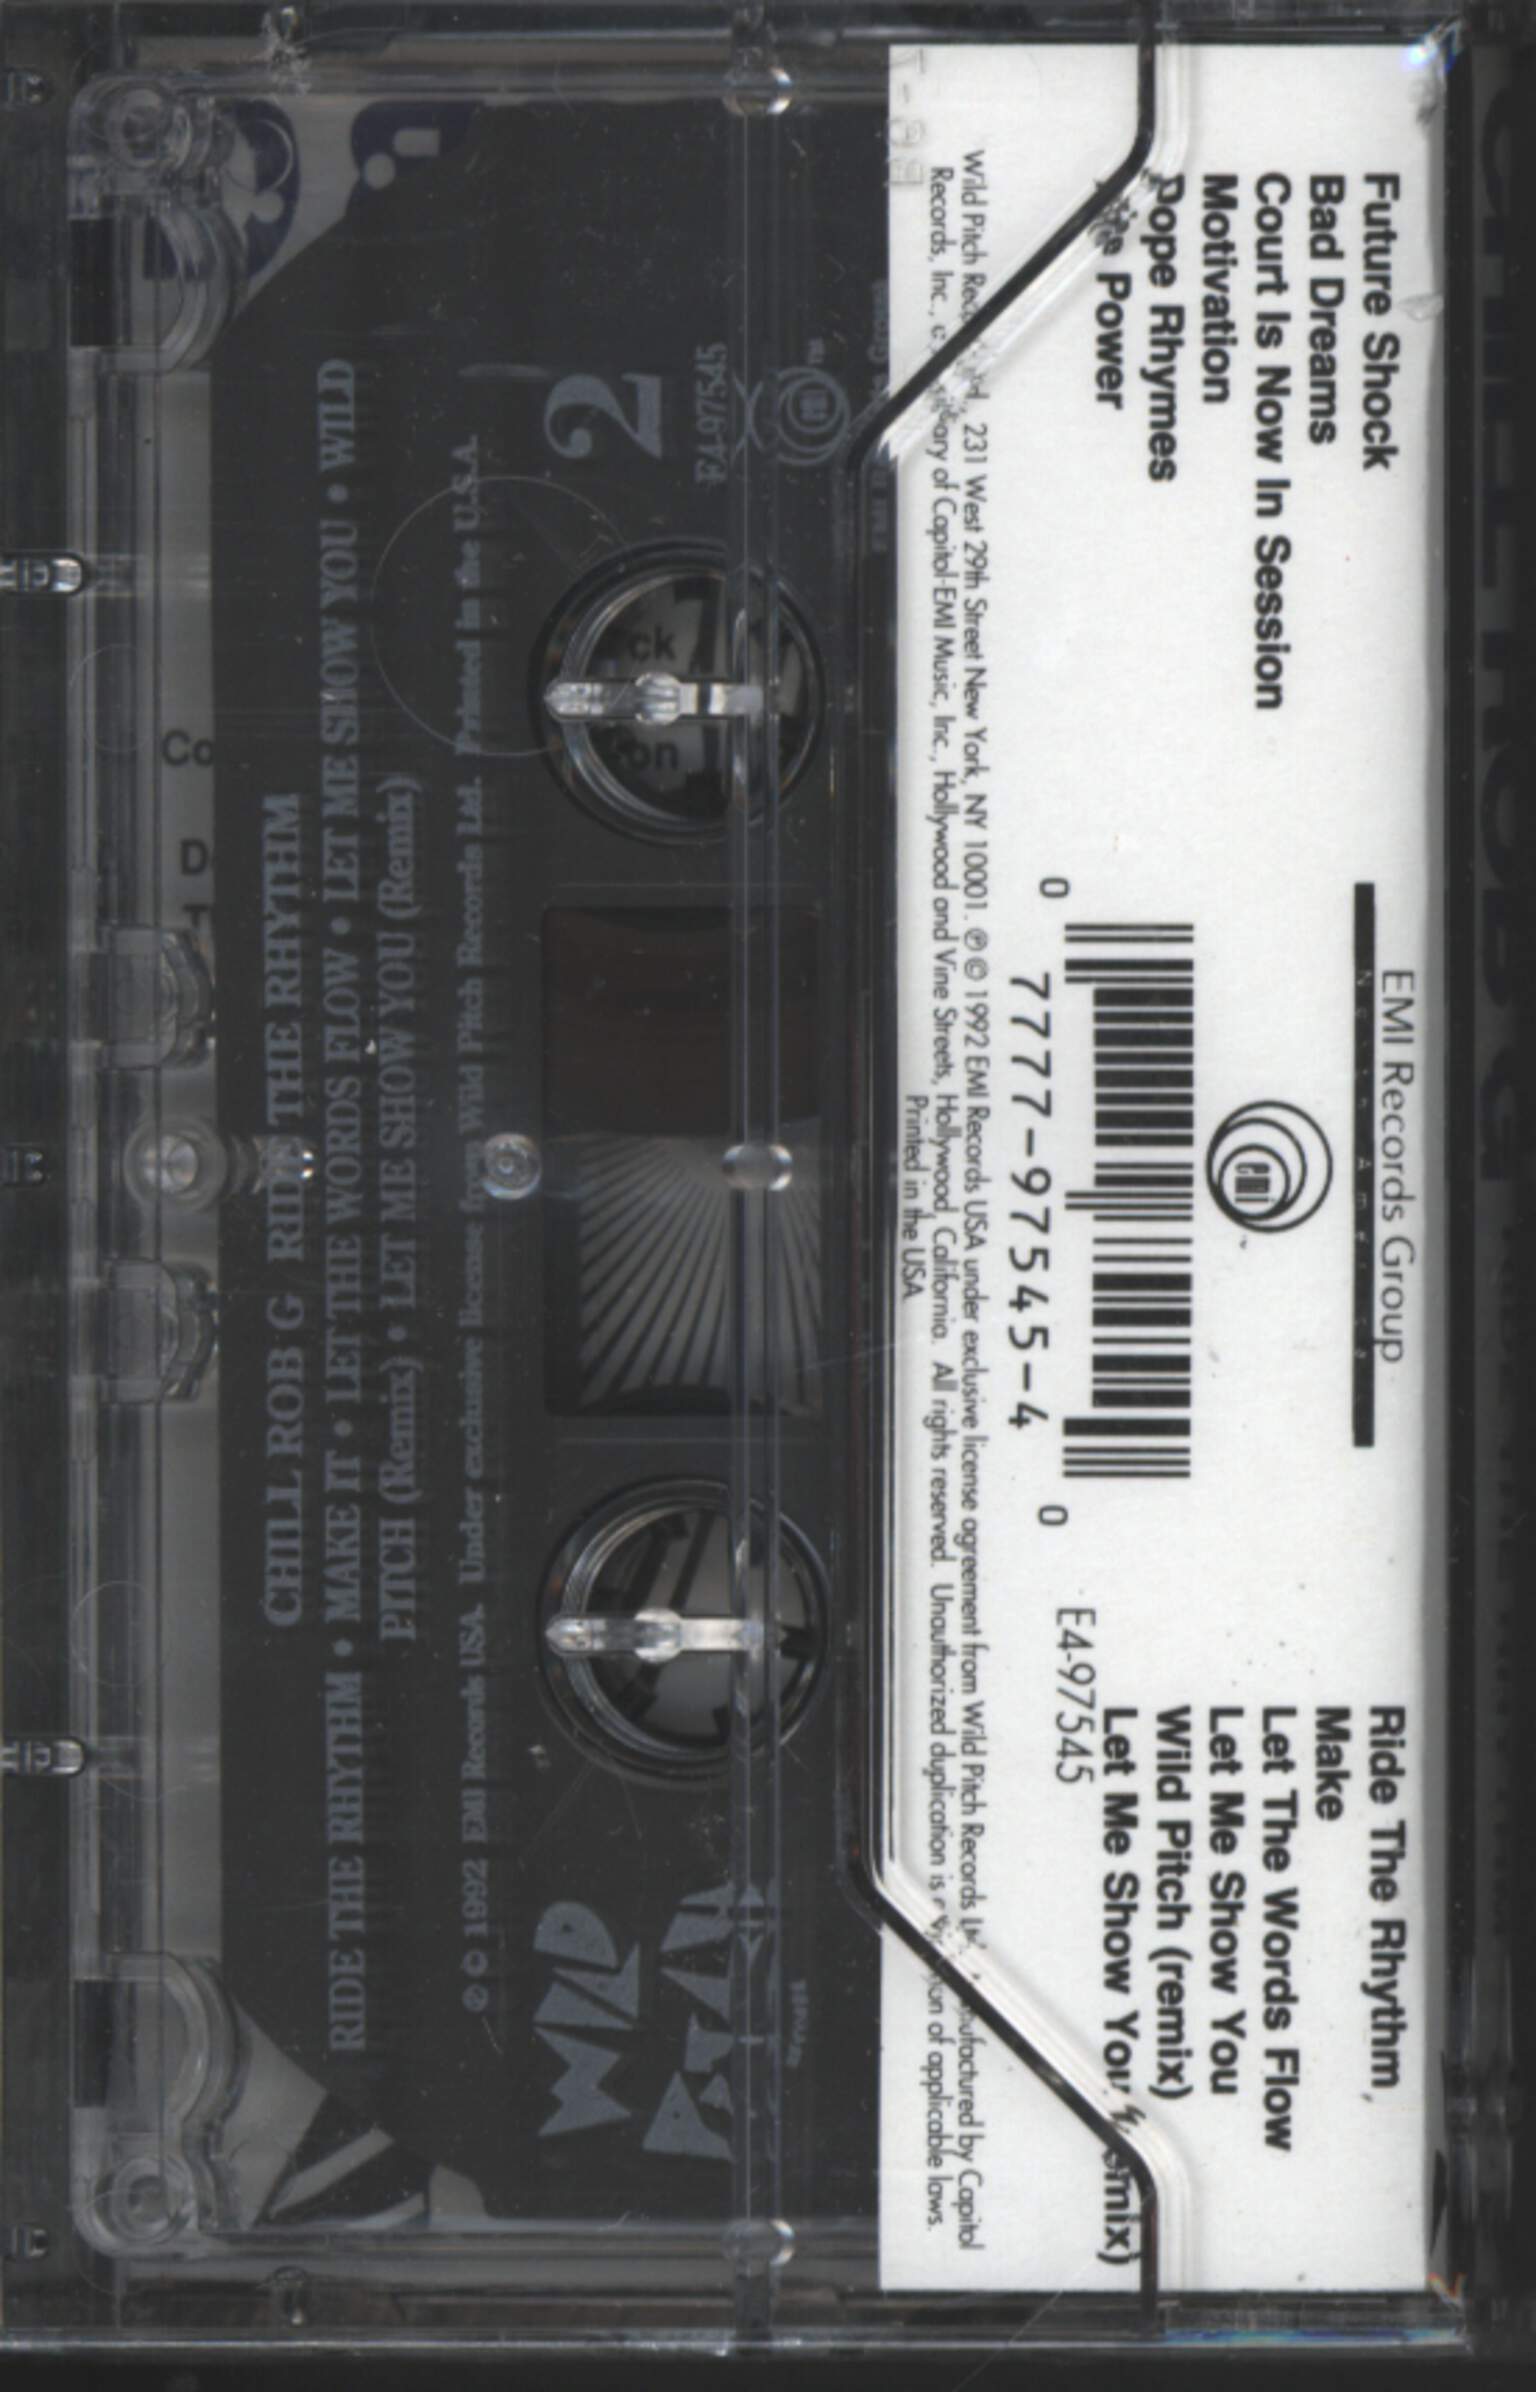 Future Shock
Bad Dreams
Court Is Now In Session
Motivation
Dope Rhymes
Power
EMI Records Group
North America
EMI
0 7777-97545-4 0
E4-97545
Ride The Rhythm
Make
Let The Words Flow
Let Me Show You
Wild Pitch (remix)
Let Me Show You
Wild Pitch 231 West 29th Street New York, NY 10001. ℗ © 1992 EMI Records USA under exclusive license agreement from Wild Pitch Records by Capitol
Records, Inc., of Capitol-EMI Music, Inc., Hollywood and Vine Streets, Hollywood, California. All rights reserved. Unauthorized duplication is of applicable laws.
Printed in the USA
EMI
E4-97545
2
WILD
PITCH
℗ © 1992 EMI Records USA. Under exclusive license from Wild Pitch Records Ltd. Printed in the U.S.A.
CHILL ROB G RIDE THE RHYTHM
RIDE THE RHYTHM • MAKE IT • LET THE WORDS FLOW • LET ME SHOW YOU • WILD
PITCH (Remix) • LET ME SHOW YOU (Remix)